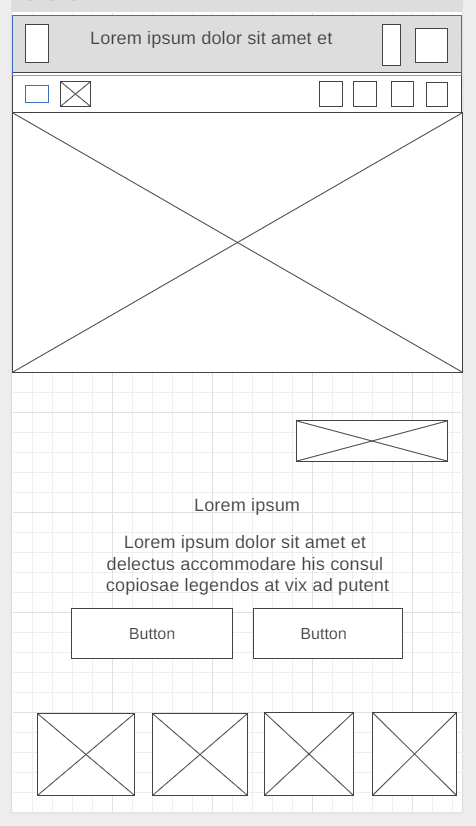 Lorem ipsum dolor sit amet et
Lorem ipsum
Lorem ipsum dolor sit amet et
delectus accommodare his consul
copiosae legendos at vix ad putent
Button
Button